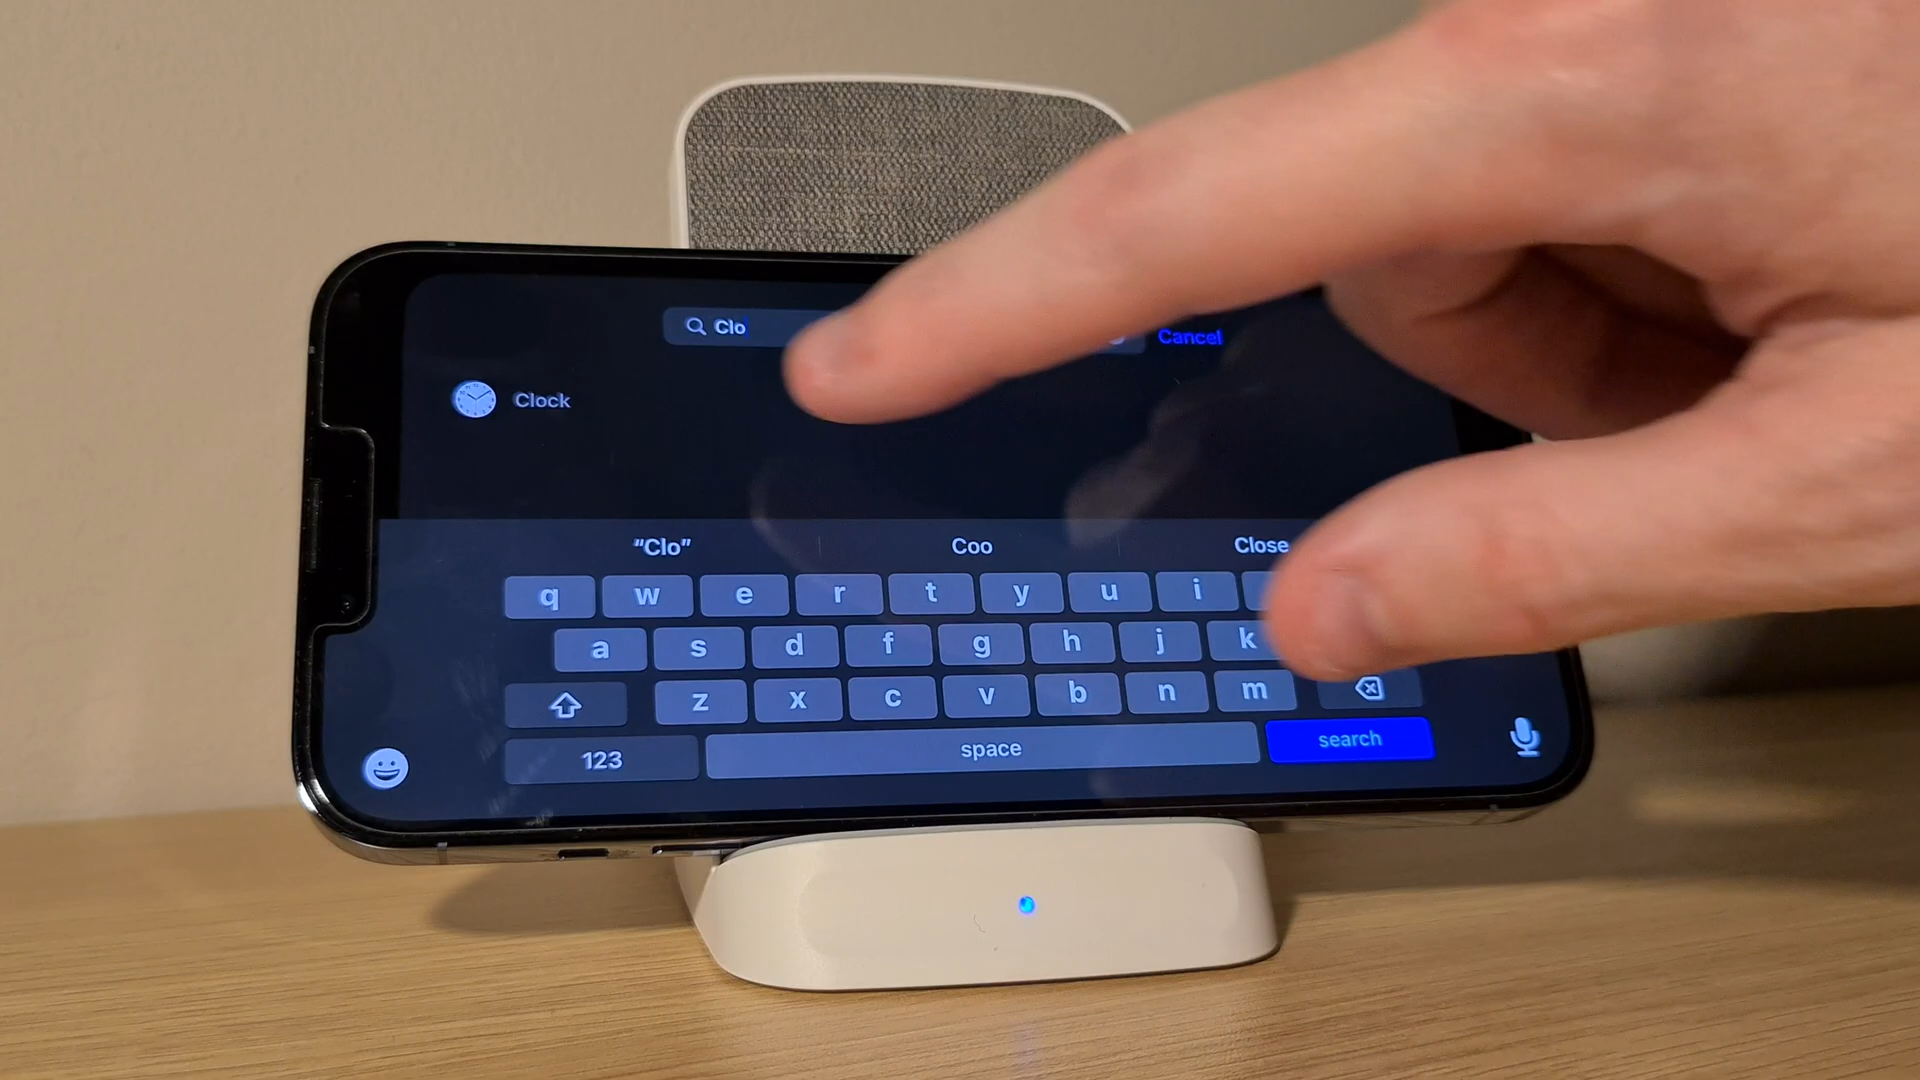 Clo
Cancel
Clock
“Clo”
Coo
Close
q w e r t y u i
a s d f g h j k
z x c v b n m
123
space
search